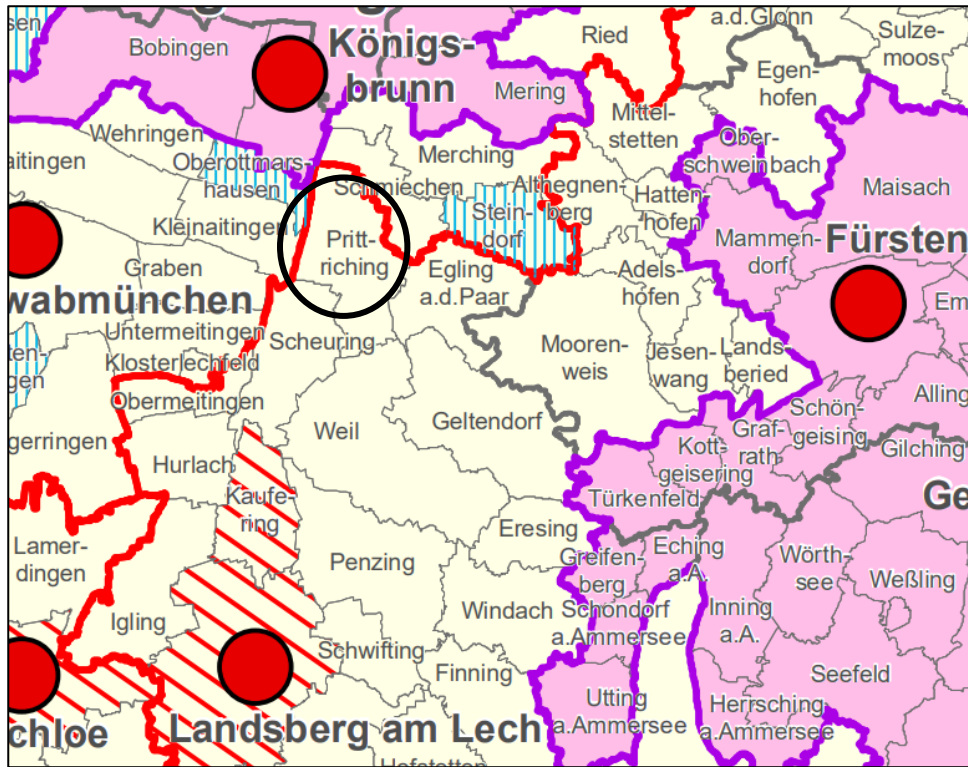 Bobingen
Königs-
brunn
Ried
a.d.Glonn
Sulze-
moos
Egen-
hofen
Mering
Mittel-
stetten
Wehringen
aitingen
Oberottmars-
hausen
Merching
Schmiechen
Althegnen-
berg
Ober-
schweinbach
Maisach
Hatten-
hofen
Stein-
dorf
Kleinaitingen
Pritt-
riching
Mammen-
dorf
Fürsten
Graben
Egling
a.d.Paar
Adels-
hofen
Em
wabmünchen
Untermeitingen
Scheuring
Mooren-
weis
Jesen-
wang
Lands-
beried
ten-
gen
Klosterlechfeld
Obermeitingen
Alling
Schön-
geising
gerringen
Weil
Geltendorf
Graf-
rath
Gilching
Kott-
geisering
Hurlach
Kaufe-
ring
Türkenfeld
Ge
Eresing
Lamer-
dingen
Penzing
Greifen-
berg
Eching
a.A.
Wörth-
see
Weßling
Igling
Windach
Schondorf
a.Ammersee
Inning
a.A.
Schwifting
Finning
Seefeld
Utting
a.Ammersee
Herrsching
a.Ammersee
chloe
Landsberg am Lech